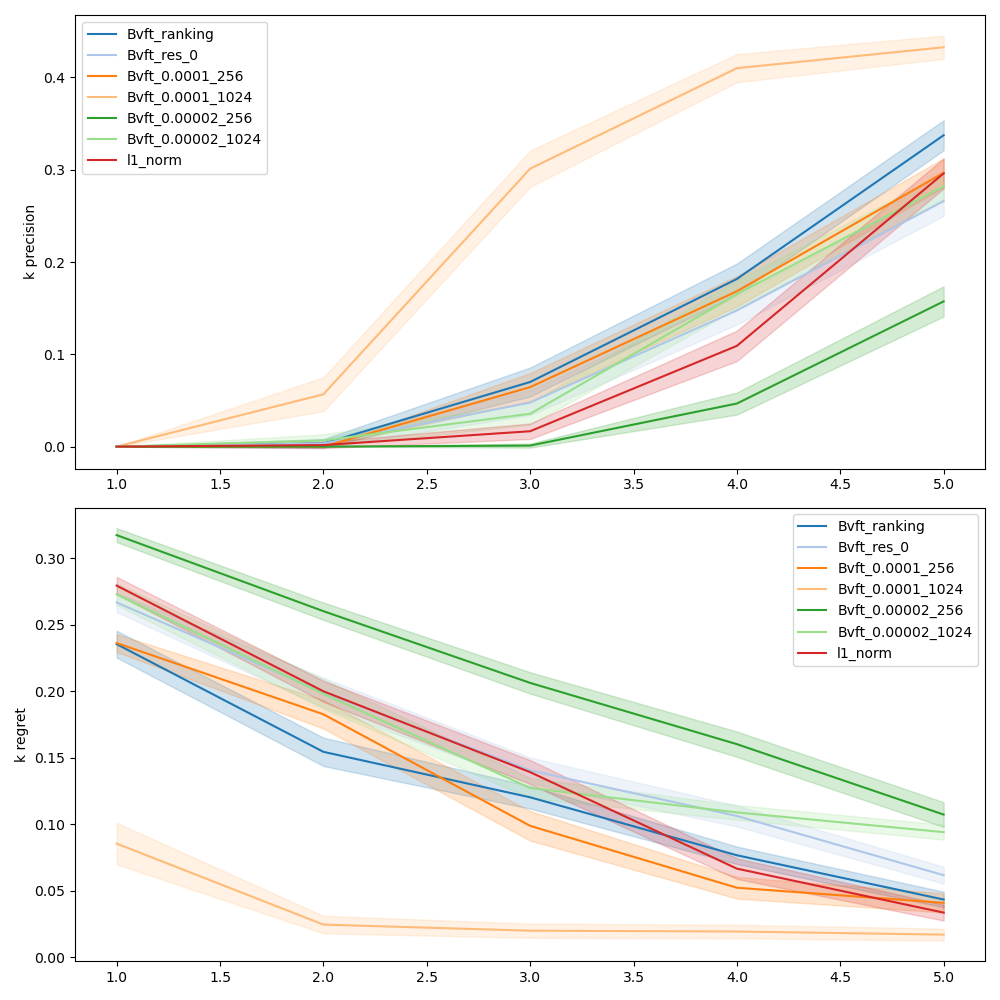 Bvft_ranking
Bvft_res_0
Bvft_0.0001_256
Bvft_0.0001_1024
Bvft_0.00002_256
Bvft_0.00002_1024
l1_norm
k precision
0.4
0.3
0.2
0.1
0.0
1.0 1.5 2.0 2.5 3.0 3.5 4.0 4.5 5.0
Bvft_ranking
Bvft_res_0
Bvft_0.0001_256
Bvft_0.0001_1024
Bvft_0.00002_256
Bvft_0.00002_1024
l1_norm
k regret
0.30
0.25
0.20
0.15
0.10
0.05
0.00
1.0 1.5 2.0 2.5 3.0 3.5 4.0 4.5 5.0